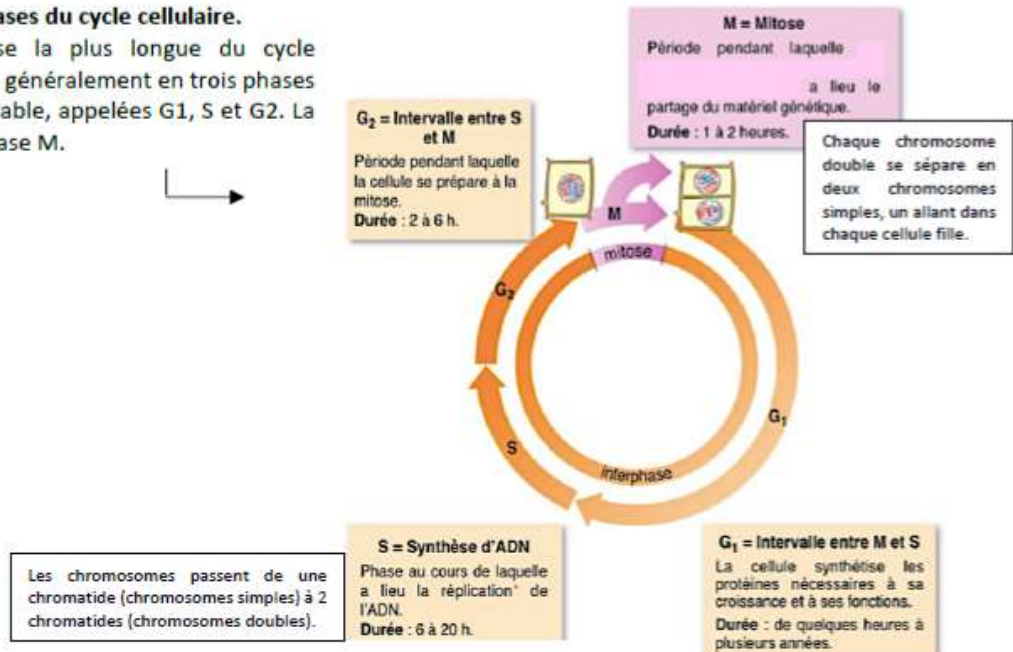 ases du cycle cellulaire.
se la plus longue du cycle
généralement en trois phases
able, appelées G1, S et G2. La
ase M.
M = Mitose
Période pendant laquelle
a lieu le
partage du matériel génétique.
Durée : 1 à 2 heures.
G₂ = Intervalle entre S
et M
Période pendant laquelle
la cellule se prépare à la
mitose.
Durée : 2 à 6 h.
Chaque chromosome
double se sépare en
deux chromosomes
simples, un allant dans
chaque cellule fille.
M
mitose
G₂
G₁
S
interphase
S = Synthèse d'ADN
Phase au cours de laquelle
a lieu la réplication* de
l'ADN.
Durée : 6 à 20 h.
Les chromosomes passent de une
chromatide (chromosomes simples) à 2
chromatides (chromosomes doubles).
G₁ = Intervalle entre M et S
La cellule synthétise les
protéines nécessaires à sa
croissance et à ses fonctions.
Durée : de quelques heures à
plusieurs années.